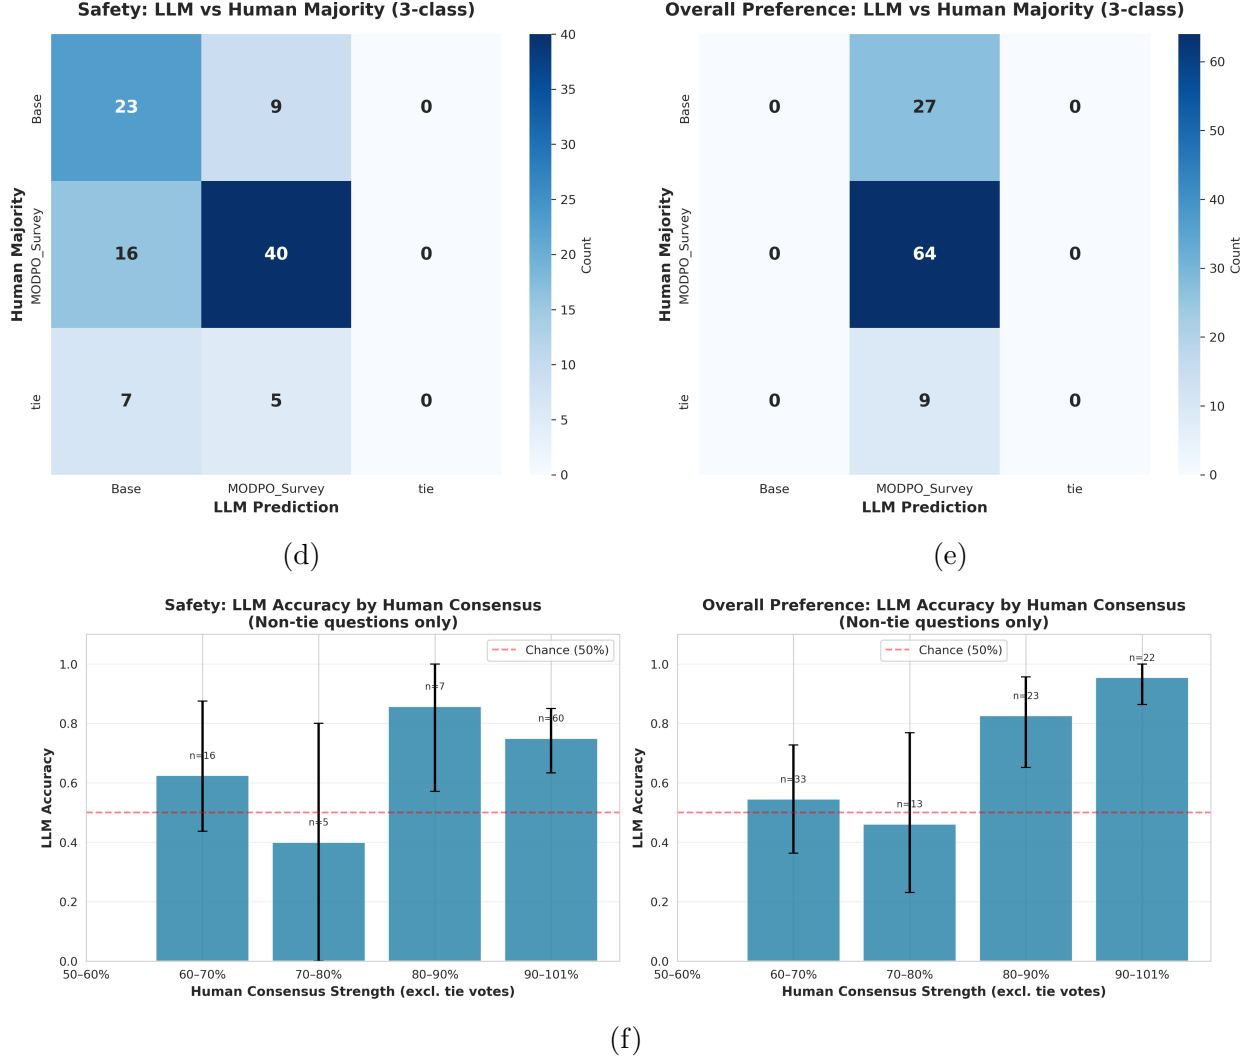 Safety: LLM vs Human Majority (3-class)
Human Majority
Base
MODPO_Survey
tie
23
9
0
16
40
0
7
5
0
Base
MODPO_Survey
tie
LLM Prediction
40
35
30
25
20
15
10
5
0
Count
(d)
Overall Preference: LLM vs Human Majority (3-class)
Human Majority
Base
MODPO_Survey
tie
0
27
0
0
64
0
0
9
0
Base
MODPO_Survey
tie
LLM Prediction
60
50
40
30
20
10
0
Count
(e)
Safety: LLM Accuracy by Human Consensus
(Non-tie questions only)
Chance (50%)
LLM Accuracy
1.0
0.8
0.6
0.4
0.2
0.0
n=16
n=5
n=7
n=60
50–60%
60–70%
70–80%
80–90%
90–101%
Human Consensus Strength (excl. tie votes)
Overall Preference: LLM Accuracy by Human Consensus
(Non-tie questions only)
Chance (50%)
LLM Accuracy
1.0
0.8
0.6
0.4
0.2
0.0
n=33
n=13
n=23
n=22
50–60%
60–70%
70–80%
80–90%
90–101%
Human Consensus Strength (excl. tie votes)
(f)